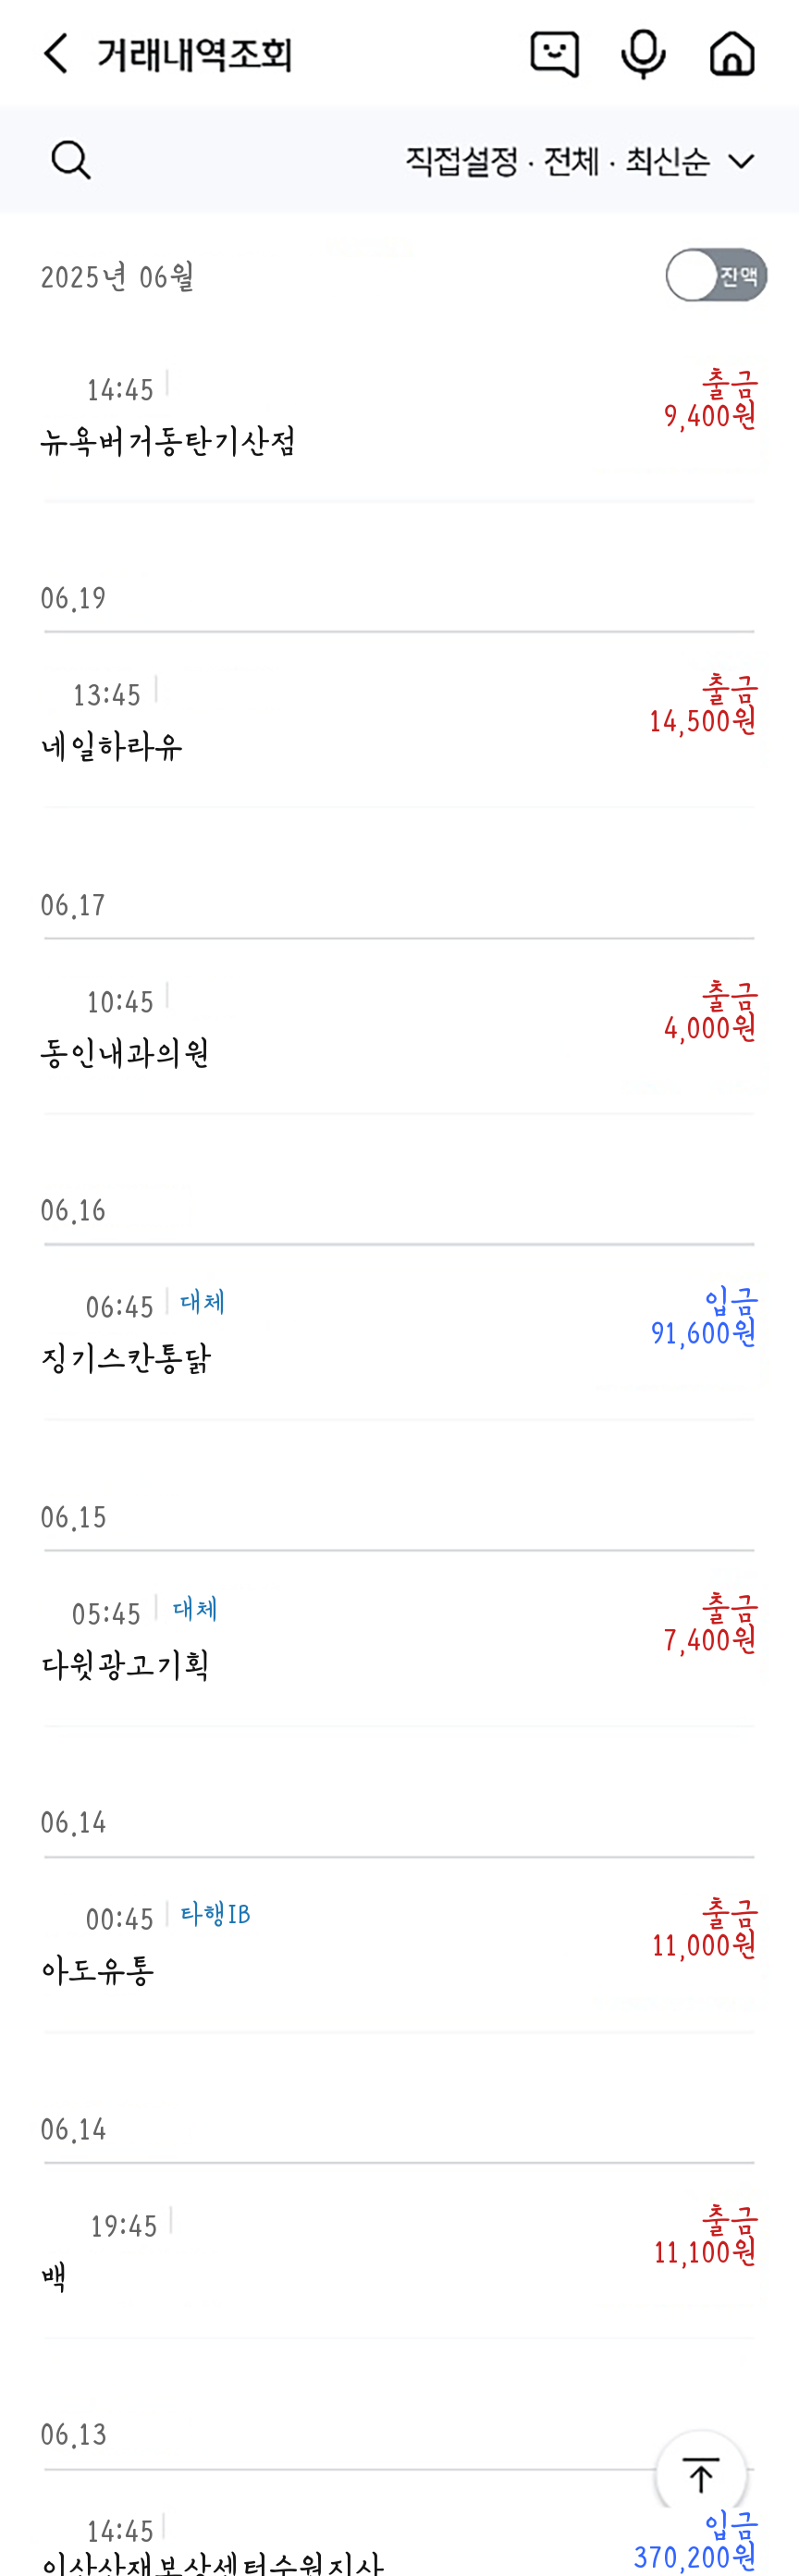 거래내역조회
직접설정 · 전체 · 최신순
2025년 06월
잔액
14:45
출금
뉴욕버거동탄기산점
9,400원
06.19
13:45
출금
네일하라유
14,500원
06.17
10:45
출금
동인내과의원
4,000원
06.16
06:45 대체
입금
징기스칸통닭
91,600원
06.15
05:45 대체
출금
다윗광고기획
7,400원
06.14
00:45 타행IB
출금
아도유통
11,000원
06.14
19:45
출금
백
11,100원
06.13
14:45
입금
370,200원